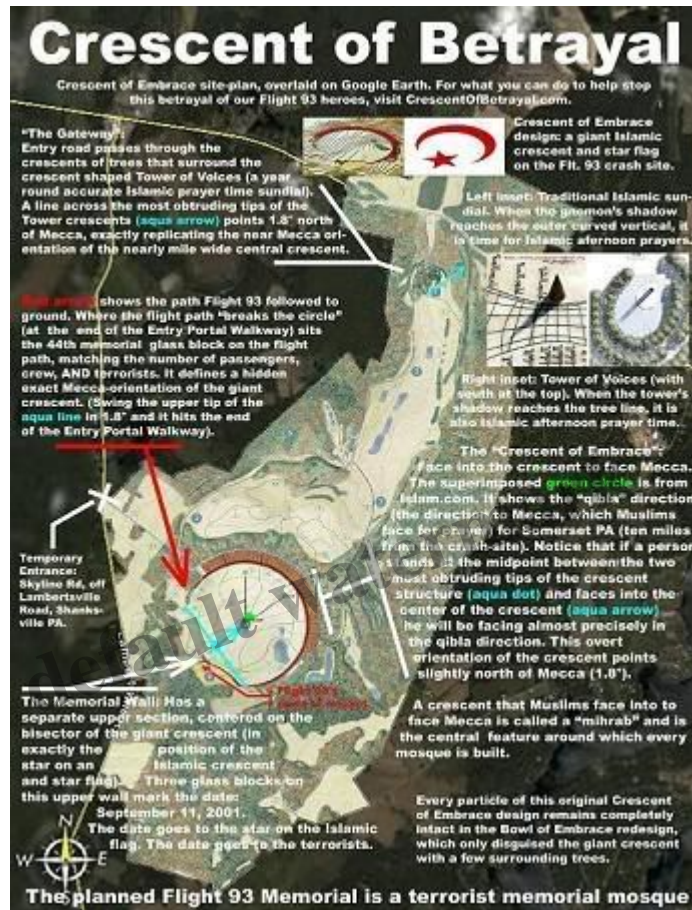 Crescent of Betrayal
Crescent of Embrace site-plan, overlaid on Google Earth. For what you can do to help stop
this betrayal of our Flight 93 heroes, visit CrescentOfBetrayal.com.
"The Gateway":
Entry road passes through the
crescents of trees that surround the
crescent shaped Tower of Voices (a year
round accurate Islamic prayer time sundial).
A line across the most obtruding tips of the
Tower crescents (aqua arrow) points 1.8° north
of Mecca, exactly replicating the near Mecca ori-
entation of the nearly mile wide central crescent.
Crescent of Embrace
design: a giant Islamic
crescent and star flag
on the Flt. 93 crash site.
Left inset: Traditional Islamic sun-
dial. When the gnomon's shadow
reaches the outer curved vertical, it
is time for Islamic afernoon prayers.
Red arrow shows the path Flight 93 followed to
ground. Where the flight path "breaks the circle"
(at the end of the Entry Portal Walkway) sits
the 44th memorial glass block on the flight
path, matching the number of passengers,
crew, AND terrorists. It defines a hidden
exact Mecca-orientation of the giant
crescent. (Swing the upper tip of the
aqua line in 1.8° and it hits the end
of the Entry Portal Walkway).
Right inset: Tower of Voices (with
south at the top). When the tower's
shadow reaches the tree line, it is
also Islamic afternoon prayer time.
The "Crescent of Embrace":
Face into the crescent to face Mecca.
The superimposed green circle is from
Islam.com. It shows the "qibla" direction
(the direction to Mecca, which Muslims
face for prayer) for Somerset PA (ten miles
from the crash-site). Notice that if a person
stands at the midpoint between the two
most obtruding tips of the crescent
structure (aqua dot) and faces into the
center of the crescent (aqua arrow)
he will be facing almost precisely in
the qibla direction. This overt
orientation of the crescent points
slightly north of Mecca (1.8°).
A crescent that Muslims face into to
face Mecca is called a "mihrab" and is
the central feature around which every
mosque is built.
Temporary
Entrance:
Skyline Rd, off
Lambertsville
Road, Shanks-
ville PA.
The Memorial Wall: Has a
separate upper section, centered on the
bisector of the giant crescent (in
exactly the position of the
star on an Islamic crescent
and star flag). Three glass blocks on
this upper wall mark the date:
September 11, 2001.
The date goes to the star on the Islamic
flag. The date goes to the terrorists.
Every particle of this original Crescent
of Embrace design remains completely
intact in the Bowl of Embrace redesign,
which only disguised the giant crescent
with a few surrounding trees.
N
W E
S
The planned Flight 93 Memorial is a terrorist memorial mosque